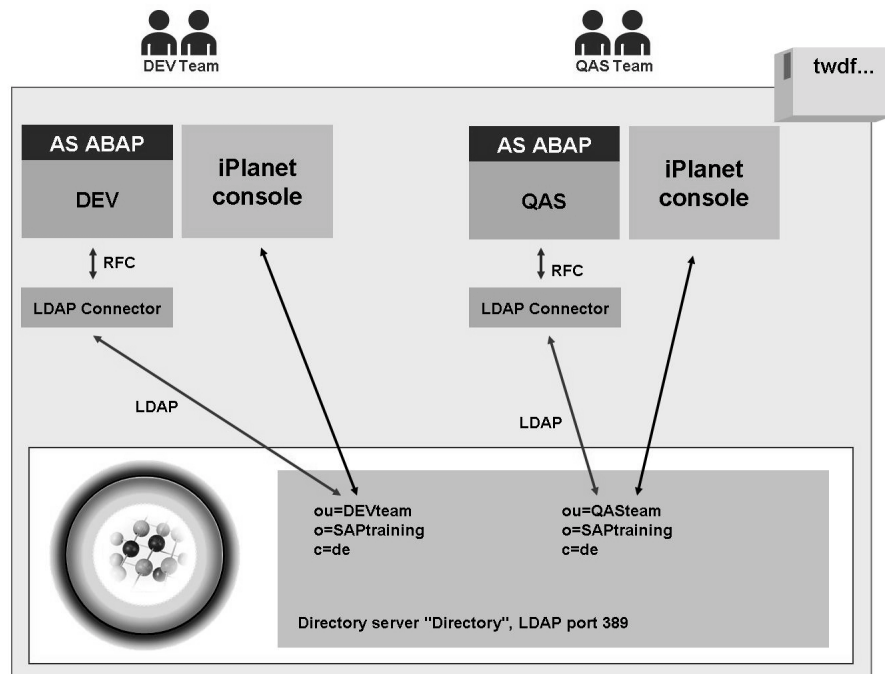 DEV Team
QAS Team
twdf...
AS ABAP
DEV
iPlanet
console
RFC
LDAP Connector
LDAP
AS ABAP
QAS
iPlanet
console
RFC
LDAP Connector
LDAP
ou=DEVteam
o=SAPtraining
c=de
ou=QASteam
o=SAPtraining
c=de
Directory server "Directory", LDAP port 389